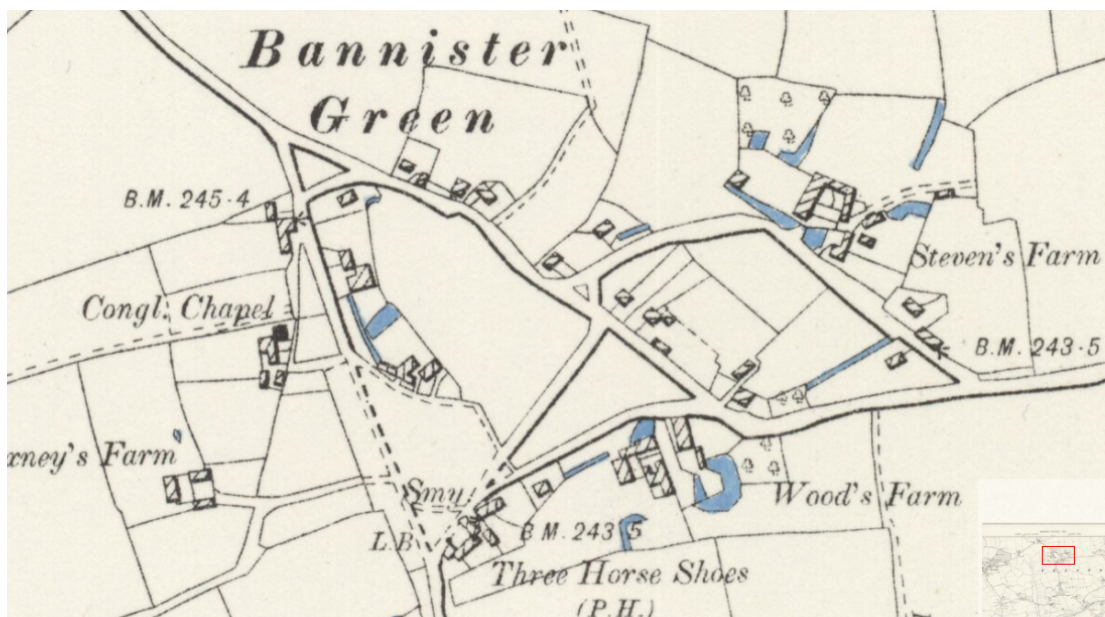 Bannister
Green
B.M. 245·4
Steven's Farm
Congl. Chapel
B.M. 243·5
xney's Farm
Smy.
Wood's Farm
B.M. 243·5
L.B
Three Horse Shoes
(P.H.)